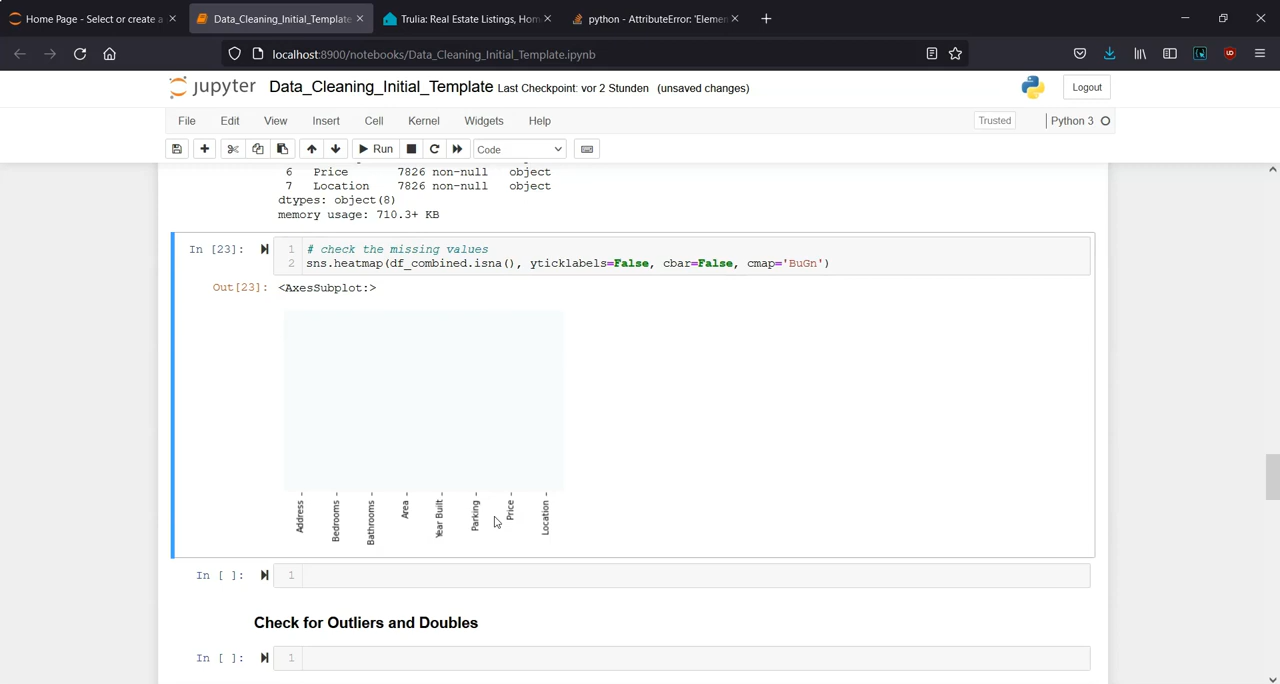 Home Page - Select or create a
Data_Cleaning_Initial_Template
Trulia: Real Estate Listings, Hom
python - AttributeError: 'Elemen
localhost:8900/notebooks/Data_Cleaning_Initial_Template.ipynb
jupyter Data_Cleaning_Initial_Template Last Checkpoint: vor 2 Stunden (unsaved changes)
Logout
File Edit View Insert Cell Kernel Widgets Help
Trusted
Python 3
Run
Code
6 Price 7826 non-null object
7 Location 7826 non-null object
dtypes: object(8)
memory usage: 710.3+ KB
In [23]:
1 # check the missing values
2 sns.heatmap(df_combined.isna(), yticklabels=False, cbar=False, cmap='BuGn')
Out[23]: <AxesSubplot:>
Address
Bedrooms
Bathrooms
Area
Year Built
Parking
Price
Location
In [ ]: 1
Check for Outliers and Doubles
In [ ]: 1